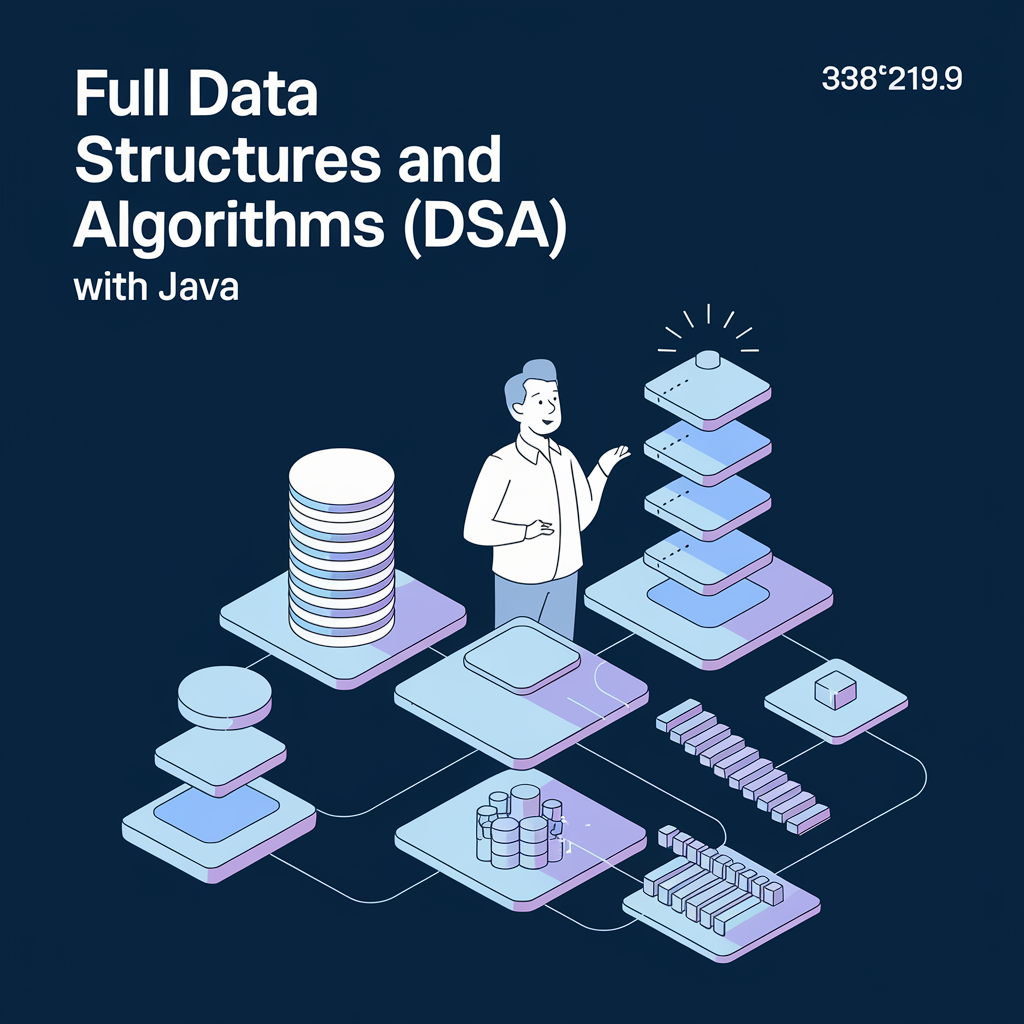 Full Data
Structures and
Algorithms (DSA)
with Java
338‘219.9